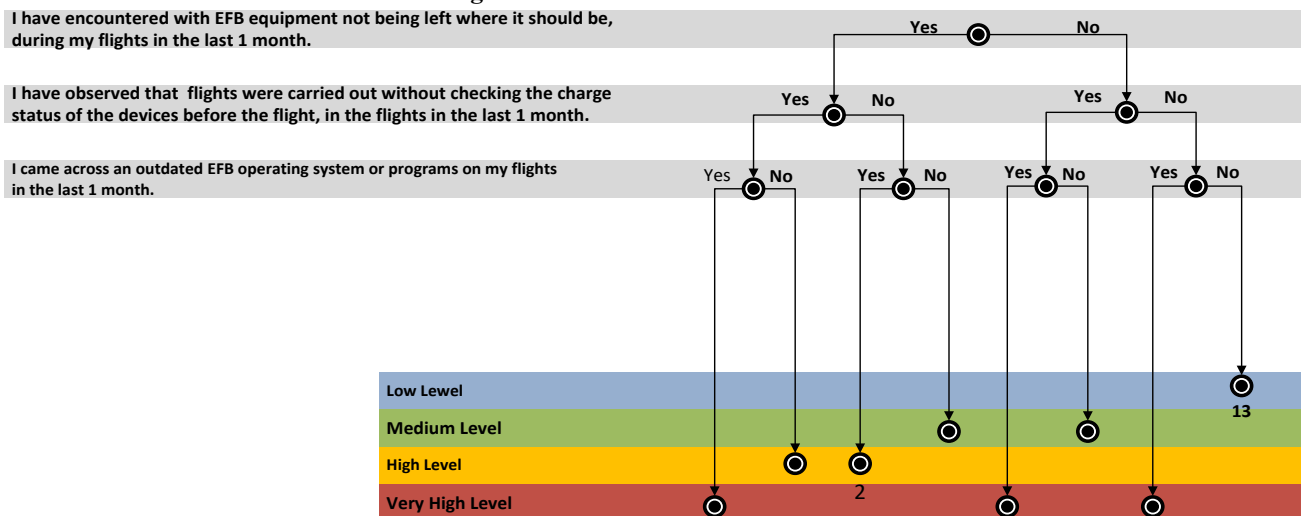 I have encountered with EFB equipment not being left where it should be,
during my flights in the last 1 month.
Yes No
I have observed that flights were carried out without checking the charge
status of the devices before the flight, in the flights in the last 1 month.
Yes No Yes No
I came across an outdated EFB operating system or programs on my flights
in the last 1 month.
Yes No Yes No Yes No Yes No
Low Lewel
13
Medium Level
High Level
2
Very High Level